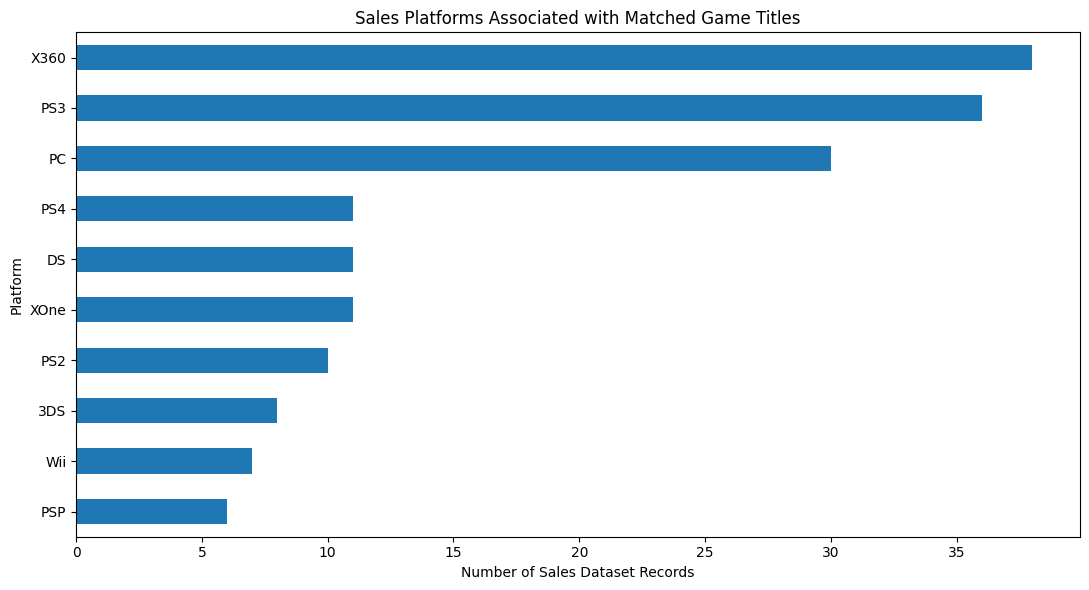 Sales Platforms Associated with Matched Game Titles
X360
PS3
PC
PS4
DS
XOne
PS2
3DS
Wii
PSP
Platform
0 5 10 15 20 25 30 35
Number of Sales Dataset Records